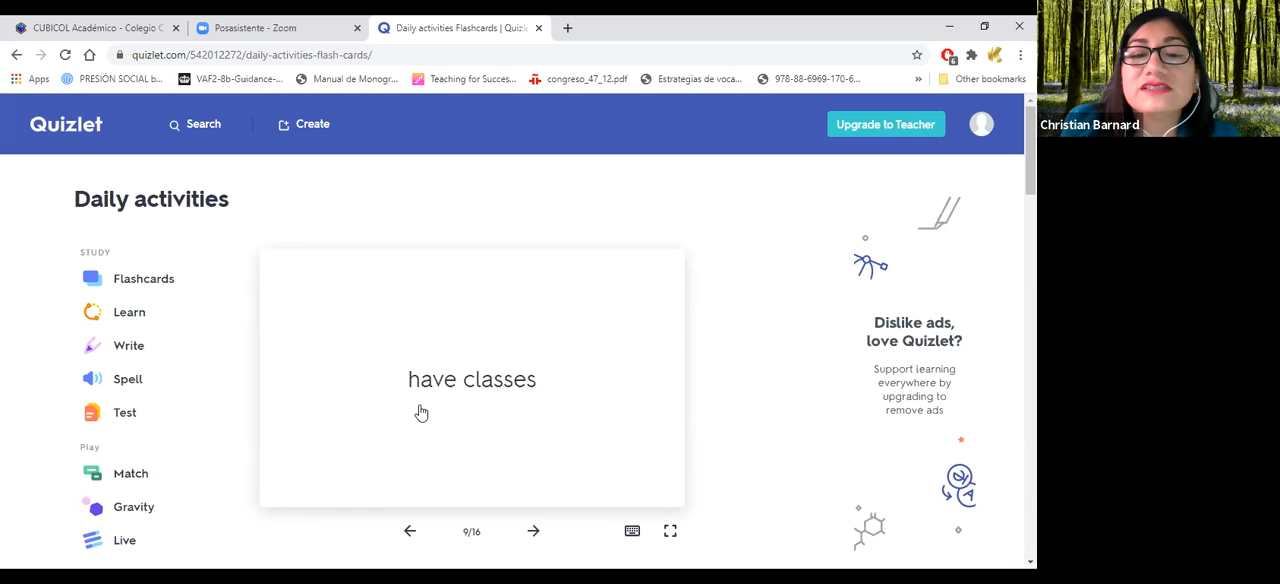 CUBICOL Académico - Colegio C
Posasistente - Zoom
Daily activities Flashcards | Quizle
quizlet.com/542012272/daily-activities-flash-cards/
6
Apps
PRESIÓN SOCIAL b...
VAF2-8b-Guidance-...
Manual de Monogr...
Teaching for Succes...
congreso_47_12.pdf
Estrategias de voca...
978-88-6969-170-6...
»
Other bookmarks
Christian Barnard
Quizlet
Search
Create
Upgrade to Teacher
Daily activities
STUDY
Flashcards
Learn
Write
Spell
Test
Play
Match
Gravity
Live
have classes
9/16
Dislike ads,
love Quizlet?
Support learning
everywhere by
upgrading to
remove ads